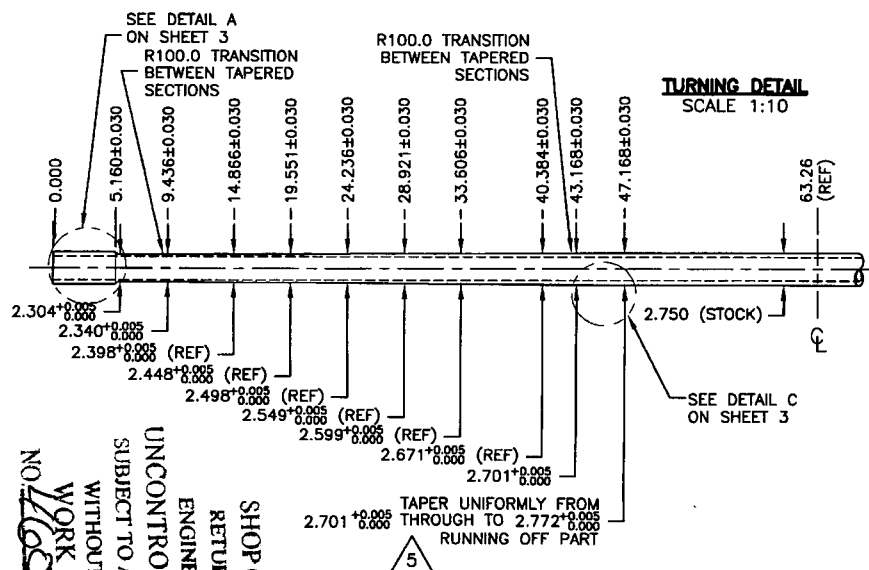 SEE DETAIL A
ON SHEET 3
R100.0 TRANSITION
BETWEEN TAPERED
SECTIONS
R100.0 TRANSITION
BETWEEN TAPERED
SECTIONS
TURNING DETAIL
SCALE 1:10
0.000
5.160±0.030
9.436±0.030
14.866±0.030
19.551±0.030
24.236±0.030
28.921±0.030
33.606±0.030
40.384±0.030
43.168±0.030
47.168±0.030
63.26
(REF)
2.304+0.005 0.000
2.340+0.005 0.000
2.398+0.005 0.000 (REF)
2.448+0.005 0.000 (REF)
2.498+0.005 0.000 (REF)
2.549+0.005 0.000 (REF)
2.599+0.005 0.000 (REF)
2.671+0.005 0.000 (REF)
2.701+0.005 0.000
2.750 (STOCK)
℄
SEE DETAIL C
ON SHEET 3
TAPER UNIFORMLY FROM
2.701 +0.005 0.000 THROUGH TO 2.772+0.005 0.000
RUNNING OFF PART
5
SHOP
RETU
ENGINE
UNCONTRO
SUBJECT TO
WITHOU
WORK
NO.